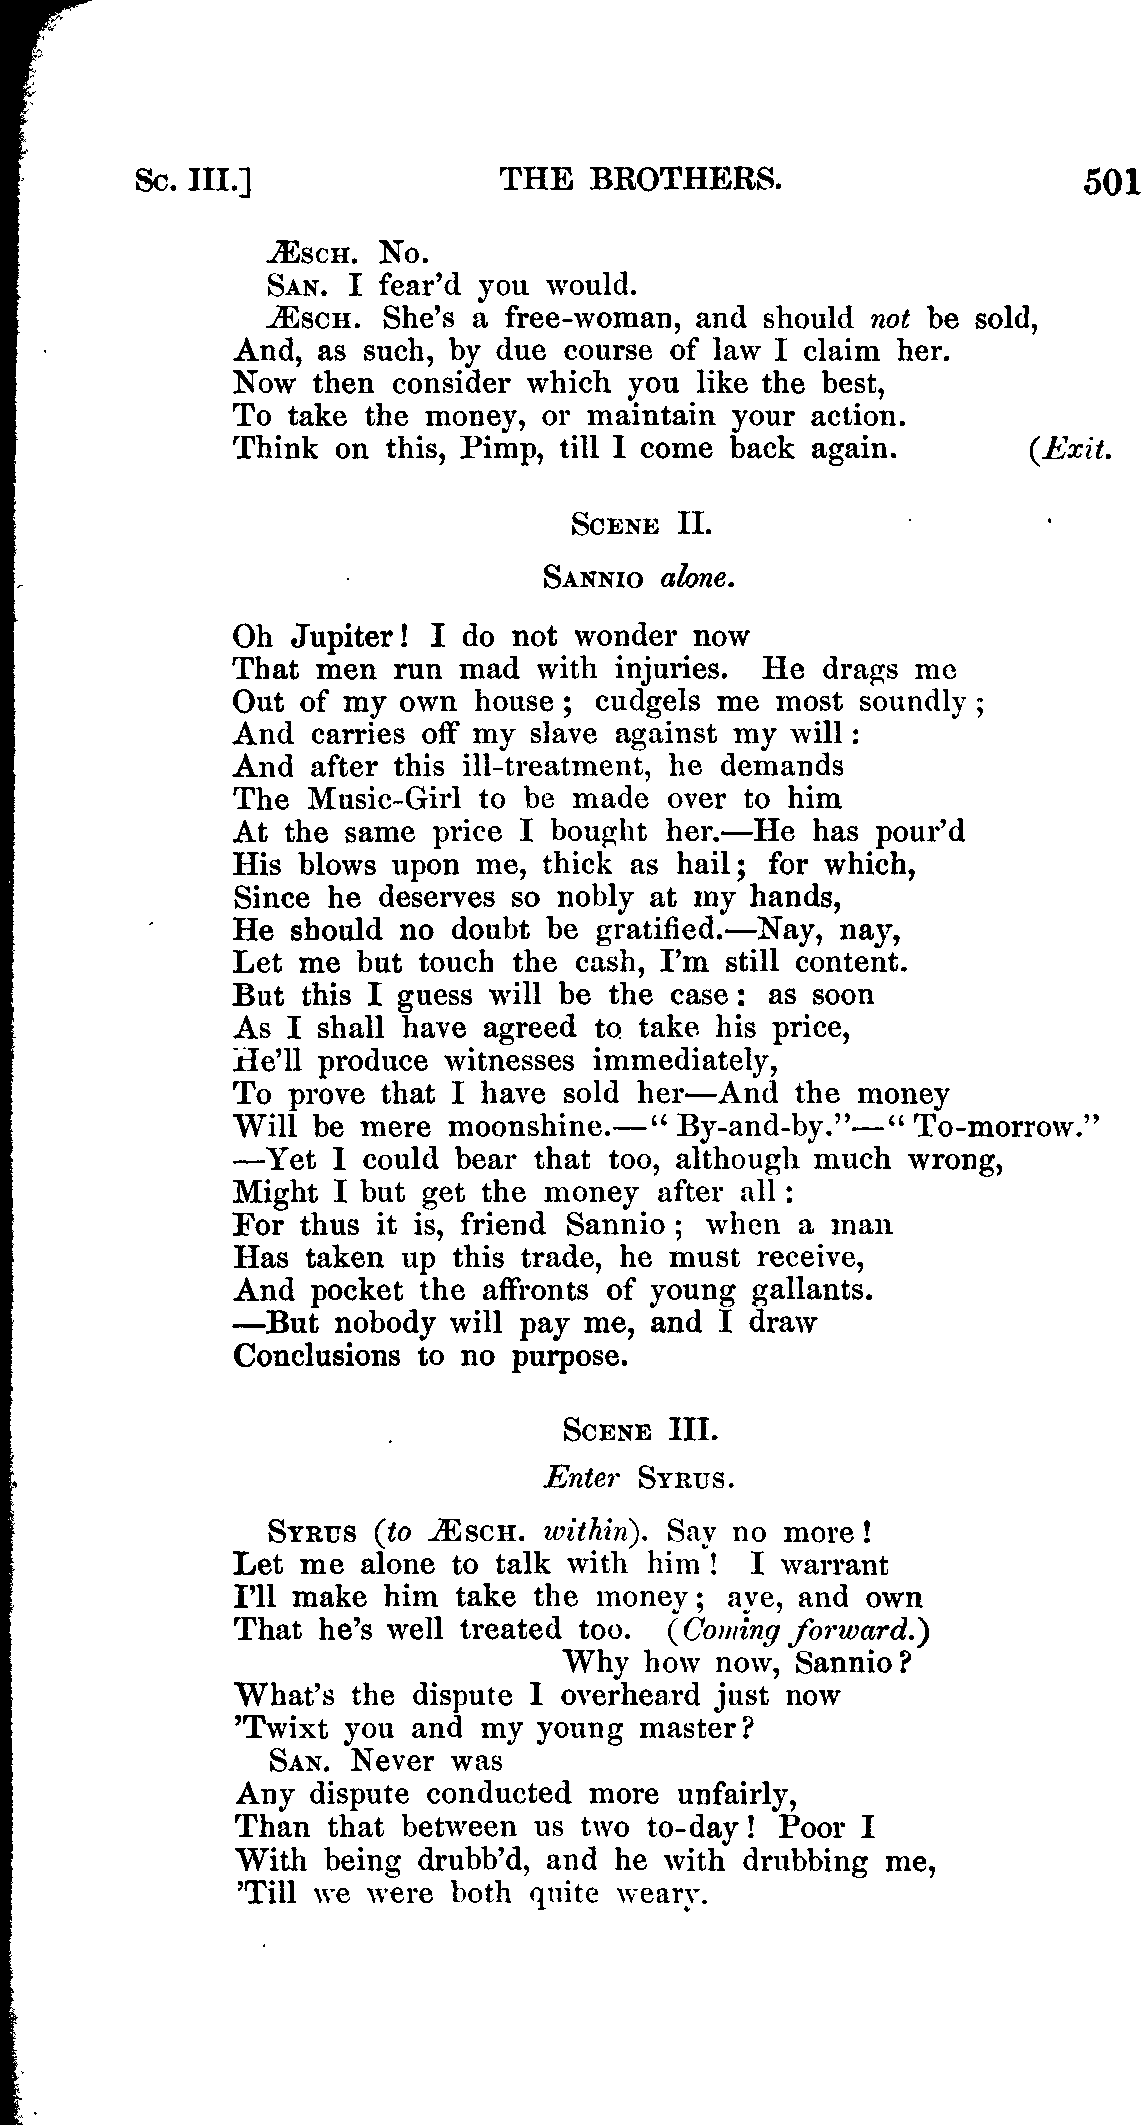 Sc. III.] THE BROTHERS. 501
ÆSCH. No.
SAN. I fear'd you would.
ÆSCH. She's a free-woman, and should not be sold,
And, as such, by due course of law I claim her.
Now then consider which you like the best,
To take the money, or maintain your action.
Think on this, Pimp, till I come back again. (Exit.
SCENE II.
SANNIO alone.
Oh Jupiter! I do not wonder now
That men run mad with injuries. He drags me
Out of my own house; cudgels me most soundly;
And carries off my slave against my will:
And after this ill-treatment, he demands
The Music-Girl to be made over to him
At the same price I bought her.—He has pour'd
His blows upon me, thick as hail; for which,
Since he deserves so nobly at my hands,
He should no doubt be gratified.—Nay, nay,
Let me but touch the cash, I'm still content.
But this I guess will be the case: as soon
As I shall have agreed to take his price,
He'll produce witnesses immediately,
To prove that I have sold her—And the money
Will be mere moonshine.—"By-and-by."—"To-morrow."
—Yet I could bear that too, although much wrong,
Might I but get the money after all:
For thus it is, friend Sannio; when a man
Has taken up this trade, he must receive,
And pocket the affronts of young gallants.
—But nobody will pay me, and I draw
Conclusions to no purpose.
SCENE III.
Enter SYRUS.
SYRUS (to ÆSCH. within). Say no more!
Let me alone to talk with him! I warrant
I'll make him take the money; aye, and own
That he's well treated too. (Coming forward.)
Why how now, Sannio?
What's the dispute I overheard just now
'Twixt you and my young master?
SAN. Never was
Any dispute conducted more unfairly,
Than that between us two to-day! Poor I
With being drubb'd, and he with drubbing me,
'Till we were both quite weary.